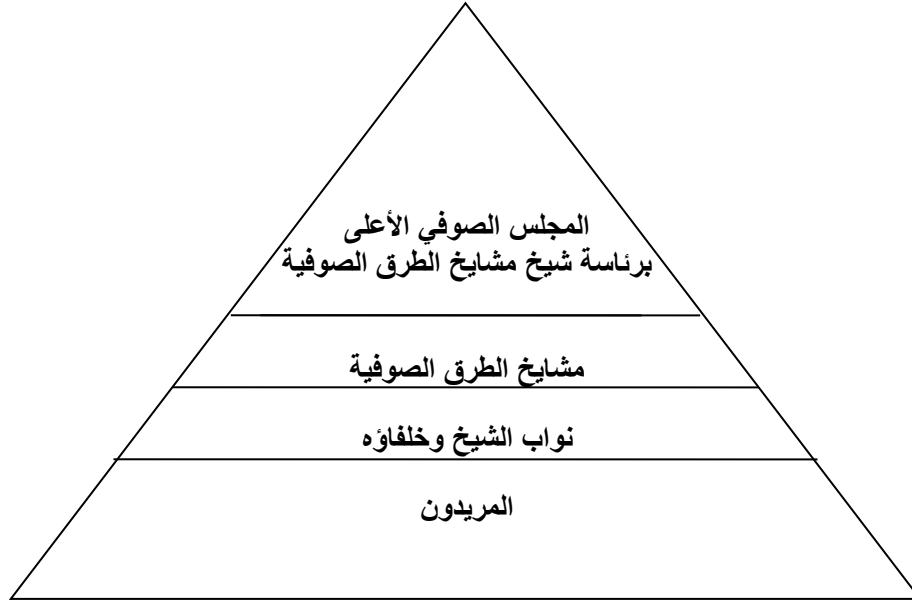 المجلس الصوفي الأعلى
برئاسة شيخ مشايخ الطرق الصوفية
مشايخ الطرق الصوفية
نواب الشيخ وخلفاؤه
المريدون